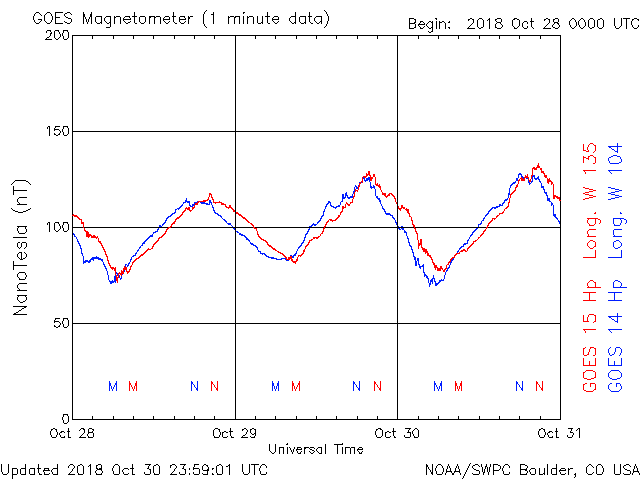 GOES Magnetometer (1 minute data)
Begin: 2018 Oct 28 0000 UTC
200
150
100
50
0
NanoTesla (nT)
M M N N M M N N M M N N
Oct 28 Oct 29 Oct 30 Oct 31
Universal Time
GOES 15 Hp Long. W 135
GOES 14 Hp Long. W 104
Updated 2018 Oct 30 23:59:01 UTC
NOAA/SWPC Boulder, CO USA